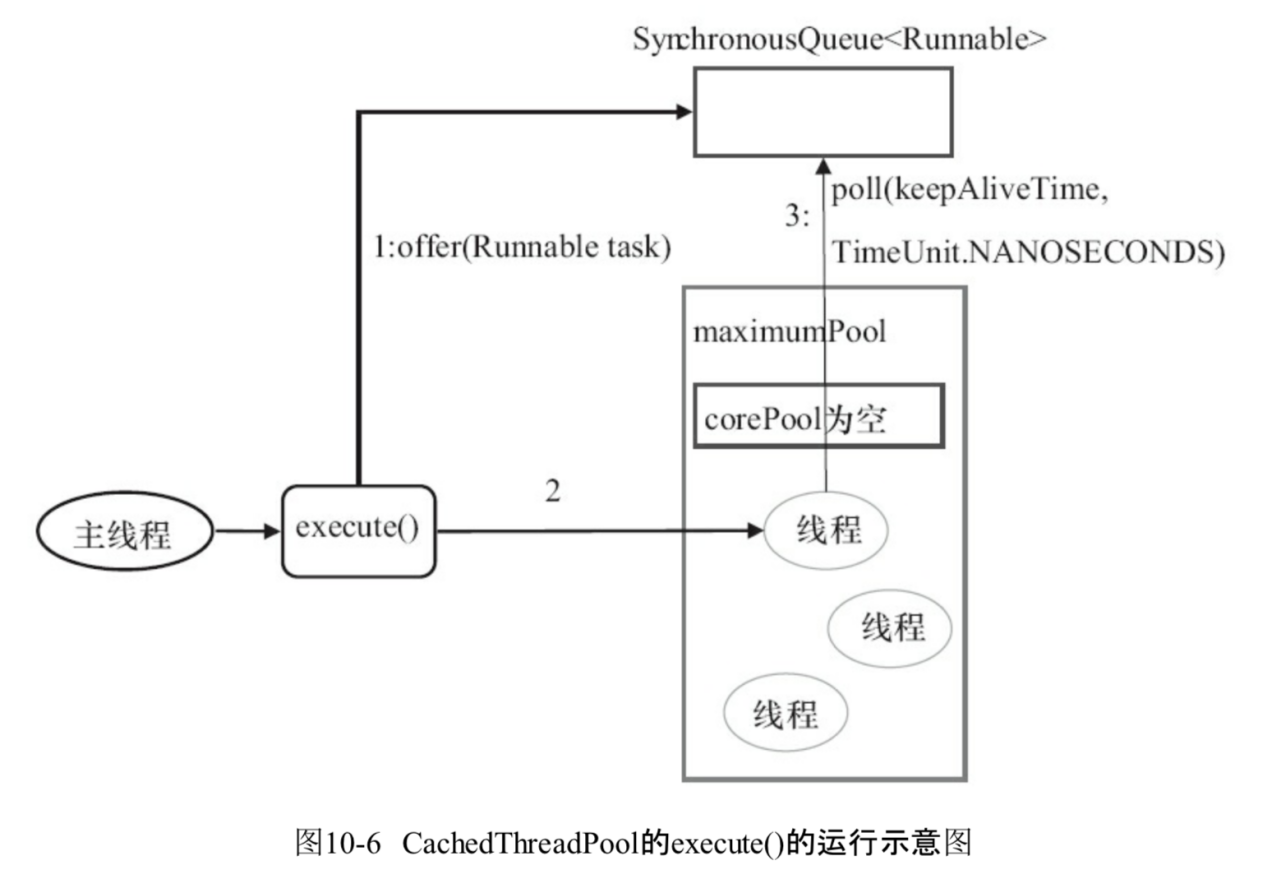 SynchronousQueue<Runnable>
poll(keepAliveTime,
3:
1:offer(Runnable task)
TimeUnit.NANOSECONDS)
maximumPool
corePool为空
2
主线程
execute()
线程
线程
线程
图10-6 CachedThreadPool的execute()的运行示意图